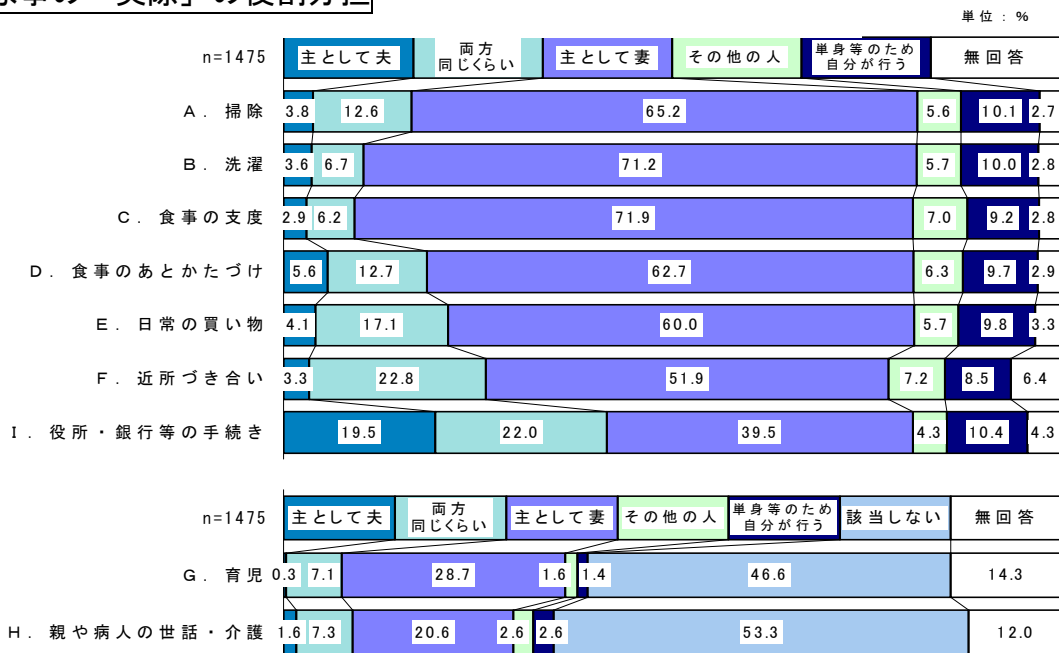 家事の「実際」の役割分担
単位：%
n=1475 主として夫 両方同じくらい 主として妻 その他の人 単身等のため自分が行う 無回答
A．掃除 3.8 12.6 65.2 5.6 10.1 2.7
B．洗濯 3.6 6.7 71.2 5.7 10.0 2.8
C．食事の支度 2.9 6.2 71.9 7.0 9.2 2.8
D．食事のあとかたづけ 5.6 12.7 62.7 6.3 9.7 2.9
E．日常の買い物 4.1 17.1 60.0 5.7 9.8 3.3
F．近所づき合い 3.3 22.8 51.9 7.2 8.5 6.4
I．役所・銀行等の手続き 19.5 22.0 39.5 4.3 10.4 4.3
n=1475 主として夫 両方同じくらい 主として妻 その他の人 単身等のため自分が行う 該当しない 無回答
G．育児 0.3 7.1 28.7 1.6 1.4 46.6 14.3
H．親や病人の世話・介護 1.6 7.3 20.6 2.6 2.6 53.3 12.0